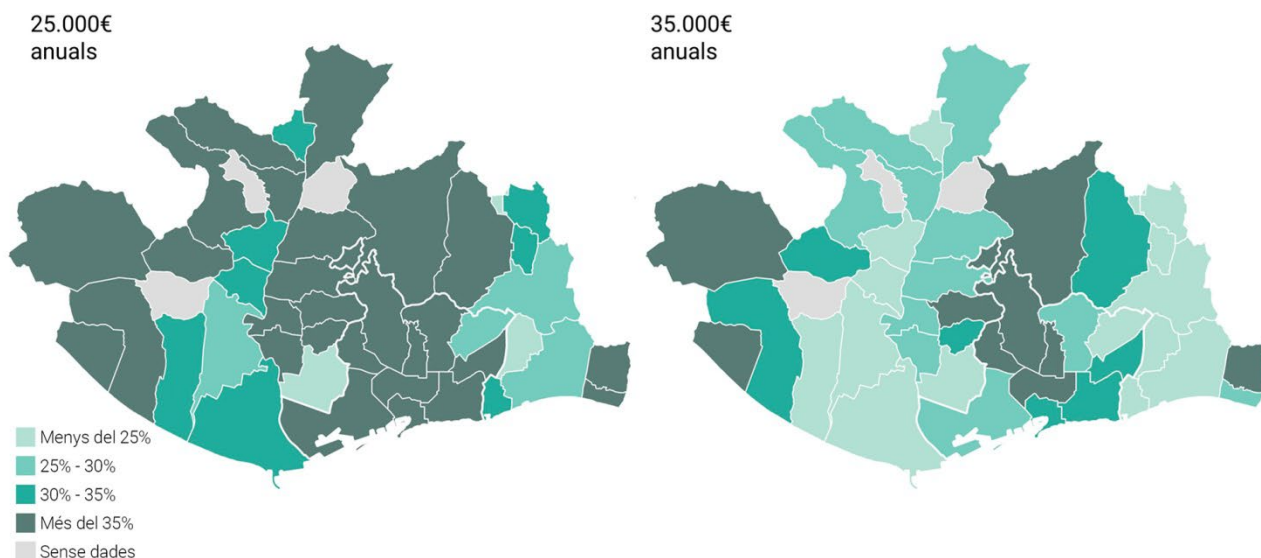 25.000€
anuals
35.000€
anuals
Menys del 25%
25% - 30%
30% - 35%
Més del 35%
Sense dades